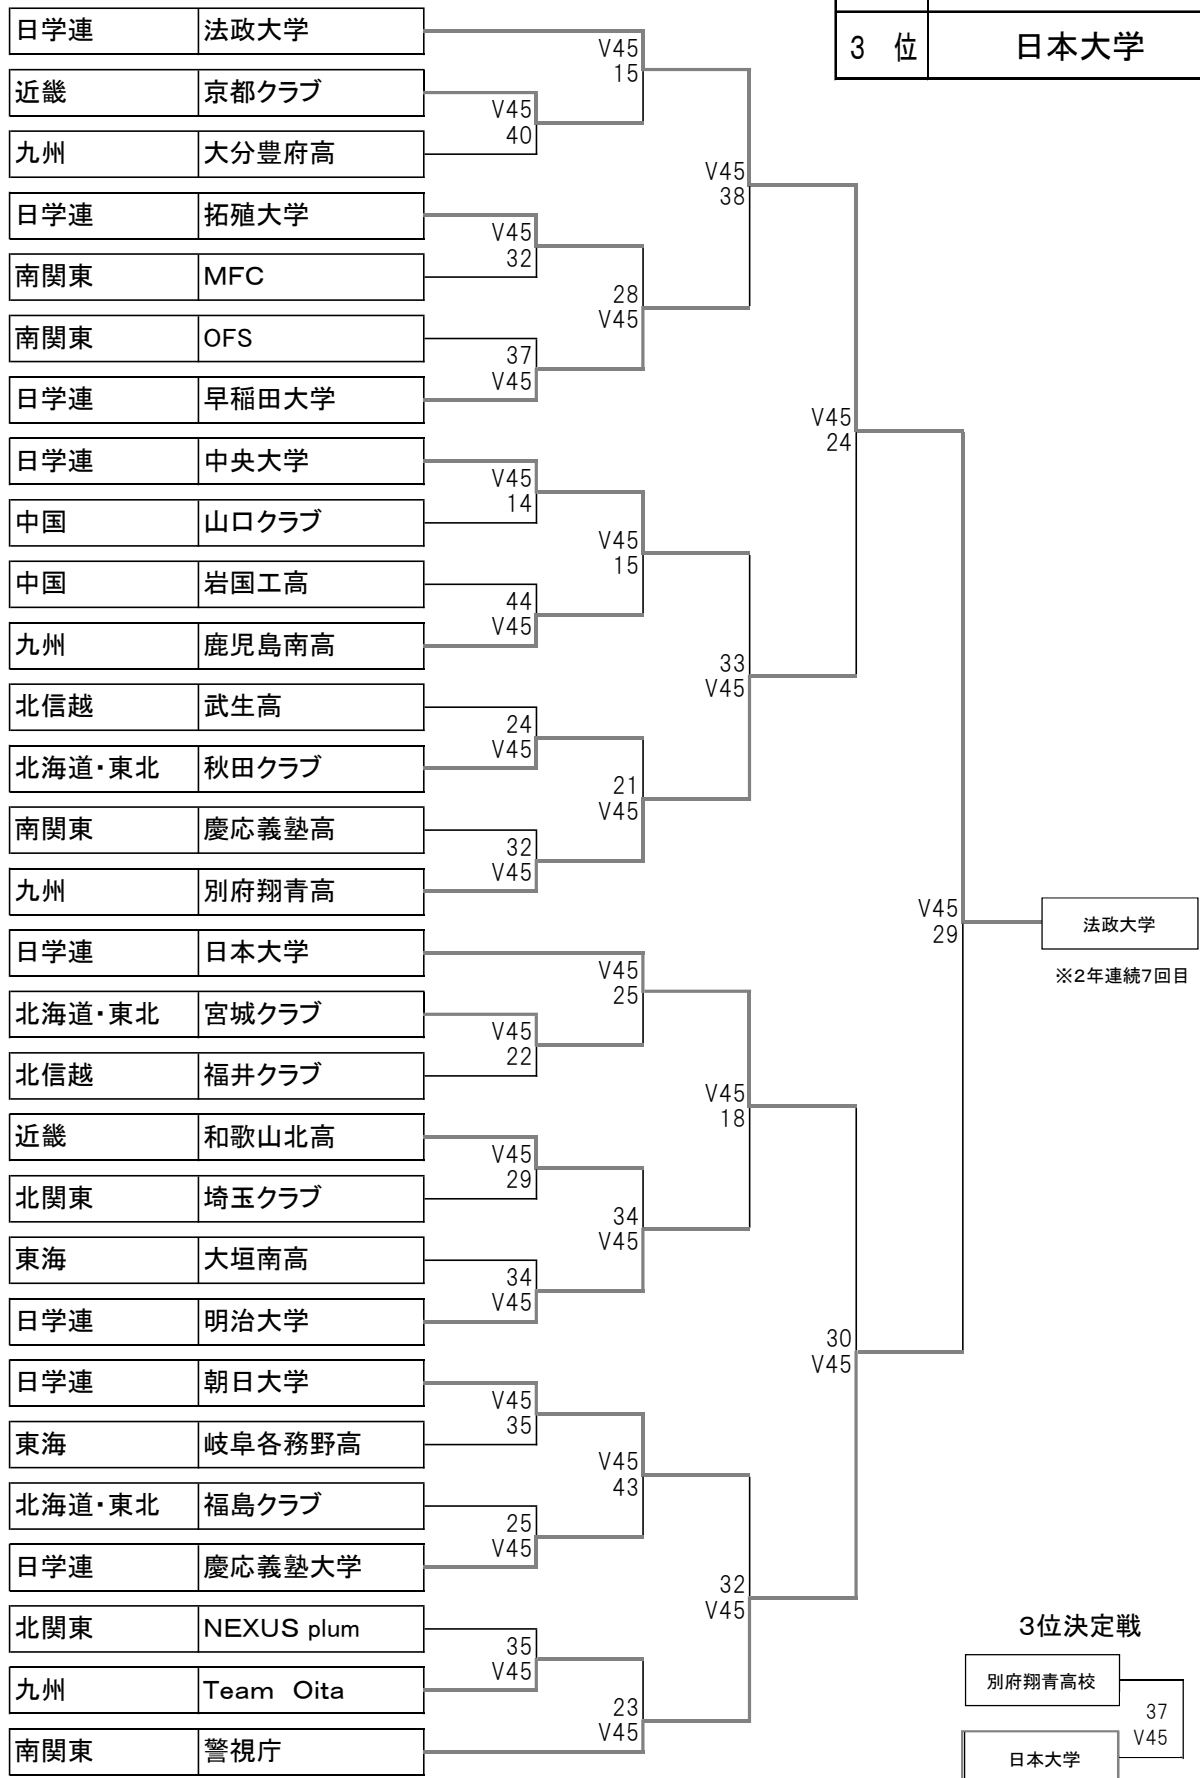 3 位 日本大学
日学連 法政大学
近畿 京都クラブ
九州 大分豊府高
日学連 拓殖大学
南関東 MFC
南関東 OFS
日学連 早稲田大学
日学連 中央大学
中国 山口クラブ
中国 岩国工高
九州 鹿児島南高
北信越 武生高
北海道・東北 秋田クラブ
南関東 慶応義塾高
九州 別府翔青高
日学連 日本大学
北海道・東北 宮城クラブ
北信越 福井クラブ
近畿 和歌山北高
北関東 埼玉クラブ
東海 大垣南高
日学連 明治大学
日学連 朝日大学
東海 岐阜各務野高
北海道・東北 福島クラブ
日学連 慶応義塾大学
北関東 NEXUS plum
九州 Team Oita
南関東 警視庁
V45
40
V45
32
37
V45
V45
14
44
V45
24
V45
32
V45
V45
22
V45
29
34
V45
V45
35
25
V45
35
V45
V45
15
28
V45
V45
15
21
V45
V45
25
34
V45
V45
43
23
V45
V45
38
33
V45
V45
18
32
V45
V45
24
30
V45
V45
29
法政大学
※2年連続7回目
3位決定戦
別府翔青高校
37
V45
日本大学